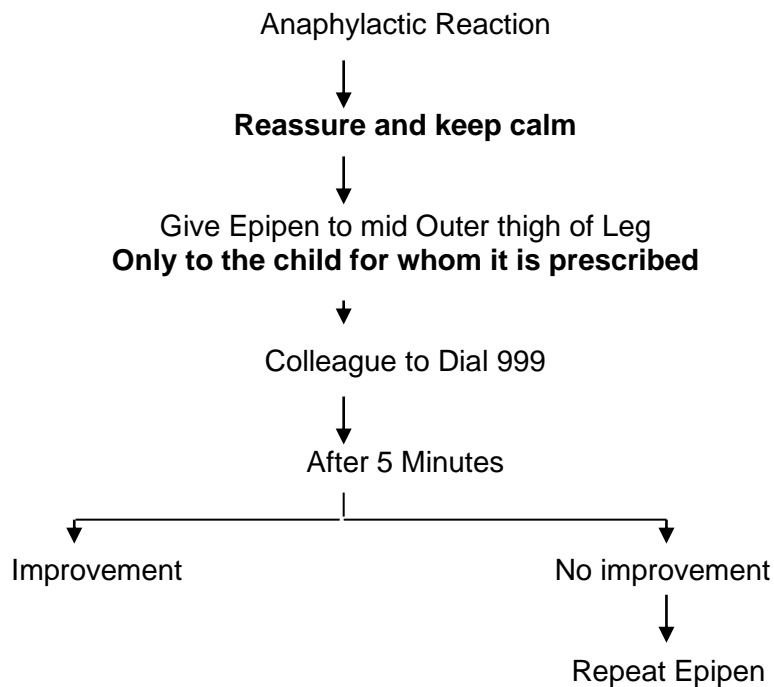 Anaphylactic Reaction
Reassure and keep calm
Give Epipen to mid Outer thigh of Leg
Only to the child for whom it is prescribed
Colleague to Dial 999
After 5 Minutes
Improvement
No improvement
Repeat Epipen